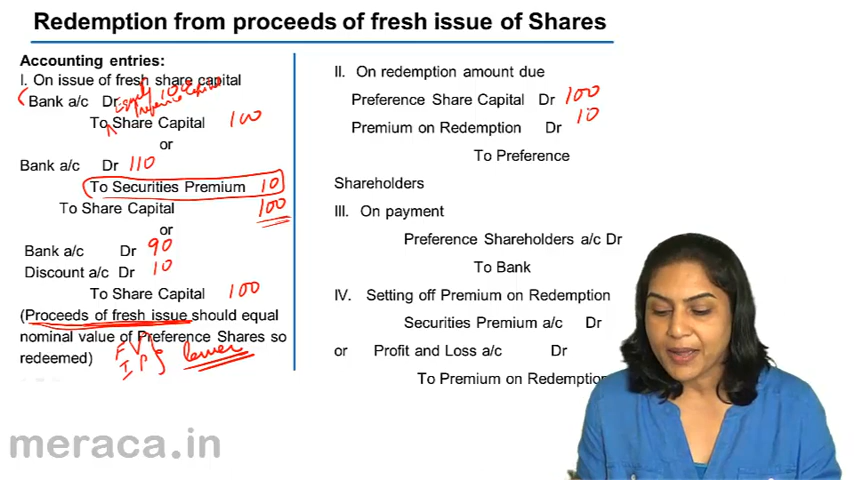 Redemption from proceeds of fresh issue of Shares
Accounting entries:
I. On issue of fresh share capital
Bank a/c Dr 100
Equity
Preference
To Share Capital 100
or
Bank a/c Dr 110
To Securities Premium 10
To Share Capital 100
or
Bank a/c Dr 90
Discount a/c Dr 10
To Share Capital 100
(Proceeds of fresh issue should equal
nominal value of Preference Shares so
redeemed)
FV
IP lower
II. On redemption amount due
Preference Share Capital Dr 100
Premium on Redemption Dr 10
To Preference
Shareholders
III. On payment
Preference Shareholders a/c Dr
To Bank
IV. Setting off Premium on Redemption
Securities Premium a/c Dr
or Profit and Loss a/c Dr
To Premium on Redemption
meraca.in